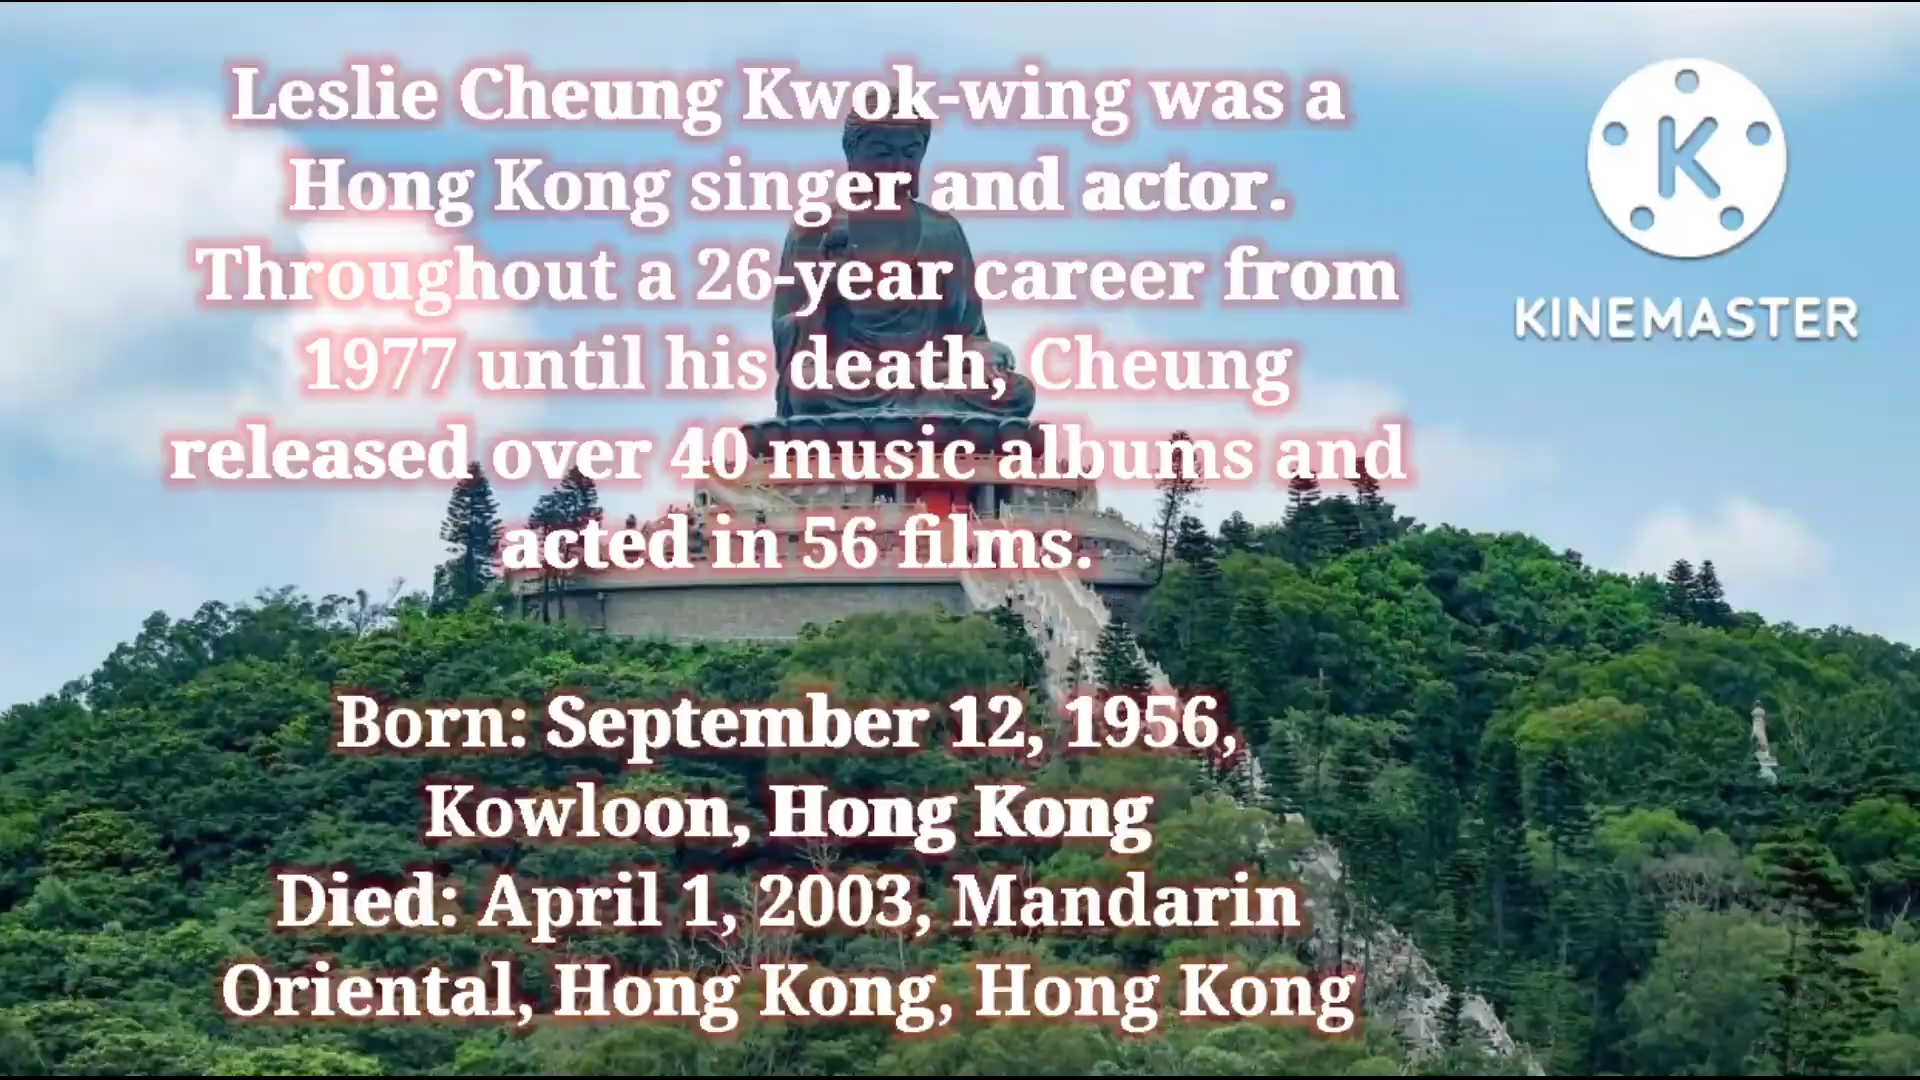 Leslie Cheung Kwok-wing was a
Hong Kong singer and actor.
Throughout a 26-year career from
1977 until his death, Cheung
released over 40 music albums and
acted in 56 films.
Born: September 12, 1956,
Kowloon, Hong Kong
Died: April 1, 2003, Mandarin
Oriental, Hong Kong, Hong Kong
K
KINEMASTER